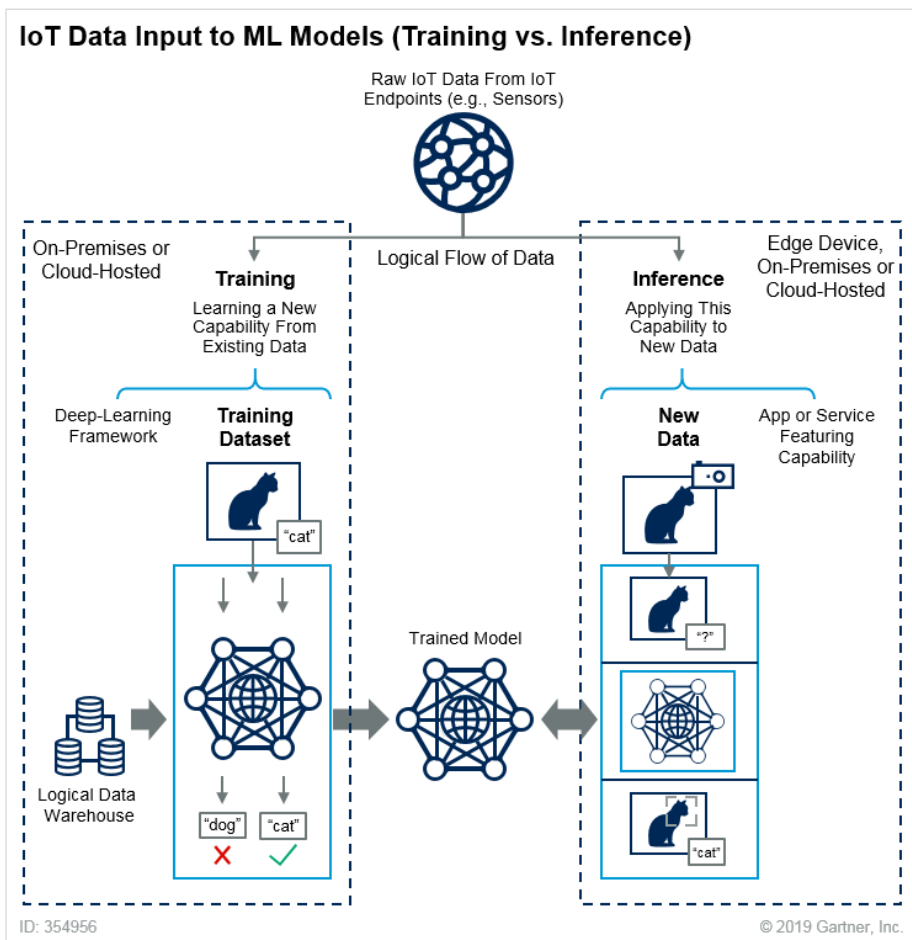 IoT Data Input to ML Models (Training vs. Inference)
Raw IoT Data From IoT
Endpoints (e.g., Sensors)
On-Premises or
Cloud-Hosted
Logical Flow of Data
Edge Device,
On-Premises or
Cloud-Hosted
Training
Learning a New
Capability From
Existing Data
Inference
Applying This
Capability to
New Data
Deep-Learning
Framework
Training
Dataset
New
Data
App or Service
Featuring
Capability
“cat”
“?”
Trained Model
Logical Data
Warehouse
“dog”
“cat”
“cat”
ID: 354956
© 2019 Gartner, Inc.